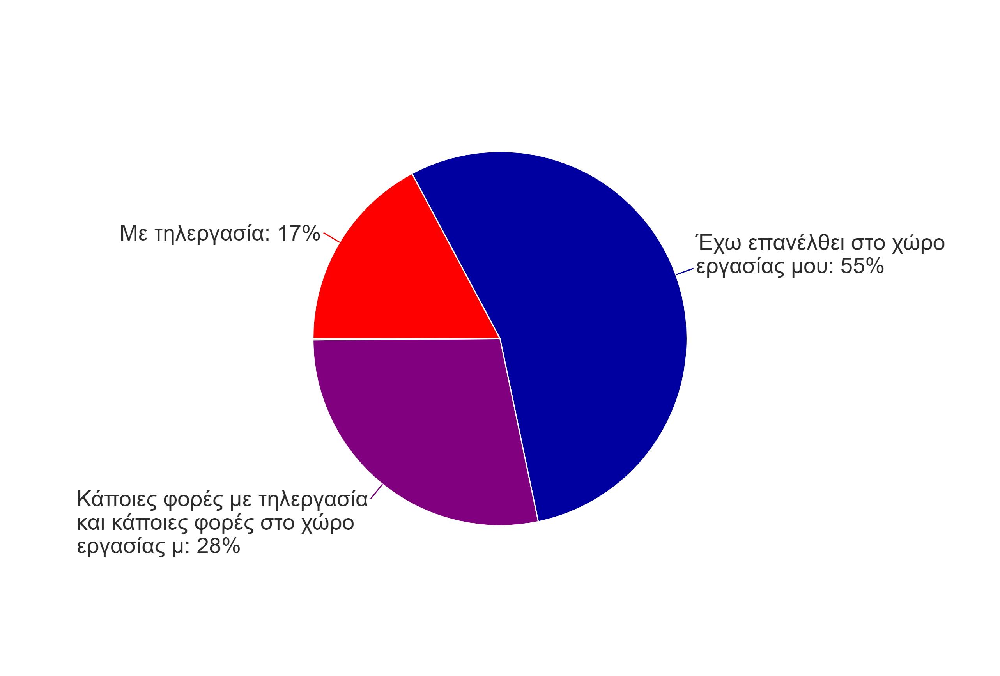 Με τηλεργασία: 17%
Έχω επανέλθει στο χώρο
εργασίας μου: 55%
Κάποιες φορές με τηλεργασία
και κάποιες φορές στο χώρο
εργασίας μ: 28%